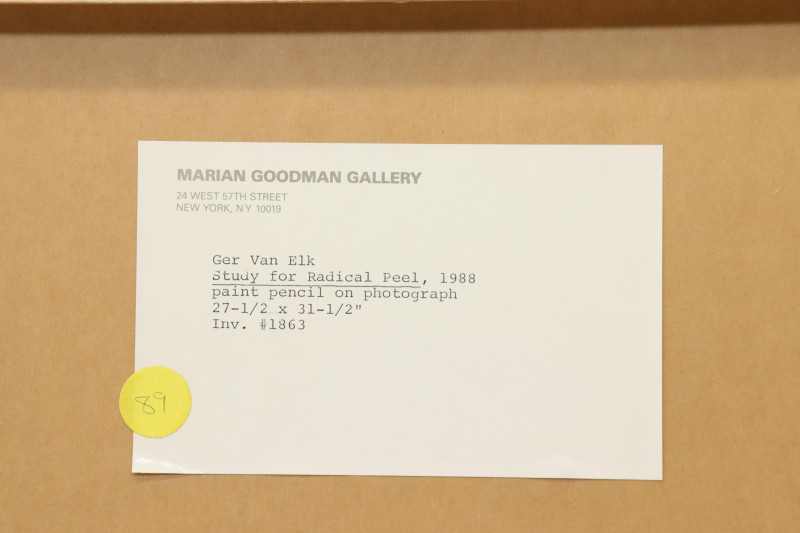 MARIAN GOODMAN GALLERY
24 WEST 57TH STREET
NEW YORK, NY 10019
Ger Van Elk
Study for Radical Peel, 1988
paint pencil on photograph
27-1/2 x 31-1/2"
Inv. #1863
89